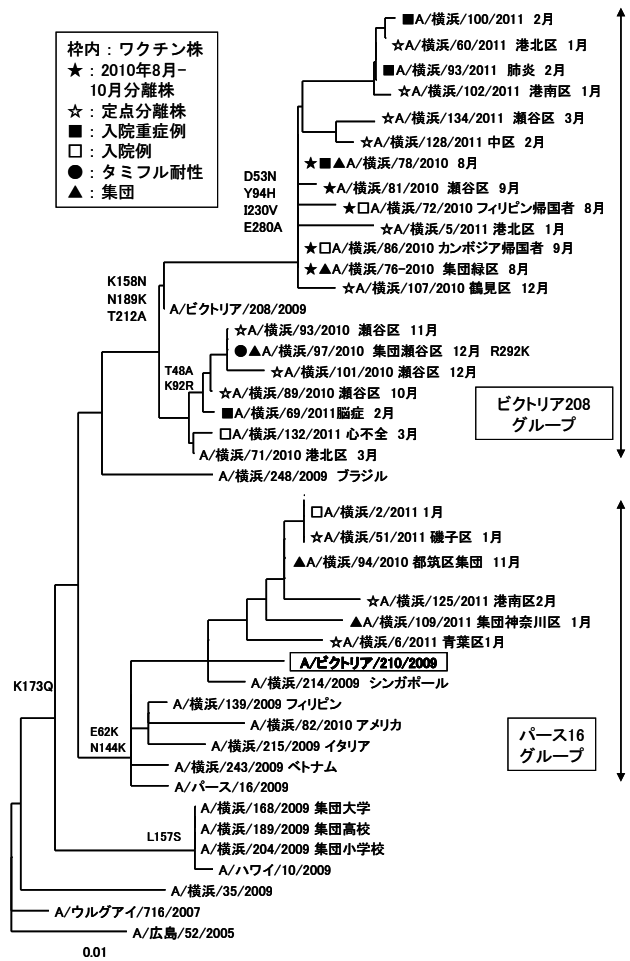 枠内:ワクチン株
★:2010年8月-
10月分離株
☆:定点分離株
■:入院重症例
□:入院例
●:タミフル耐性
▲:集団
■A/横浜/100/2011 2月
☆A/横浜/60/2011 港北区 1月
■A/横浜/93/2011 肺炎 2月
☆A/横浜/102/2011 港南区 1月
☆A/横浜/134/2011 瀬谷区 3月
☆A/横浜/128/2011 中区 2月
★■▲A/横浜/78/2010 8月
D53N
Y94H
I230V
E280A
★A/横浜/81/2010 瀬谷区 9月
★□A/横浜/72/2010 フィリピン帰国者 8月
☆A/横浜/5/2011 港北区 1月
★□A/横浜/86/2010 カンボジア帰国者 9月
★▲A/横浜/76-2010 集団緑区 8月
☆A/横浜/107/2010 鶴見区 12月
K158N
N189K
T212A
A/ビクトリア/208/2009
☆A/横浜/93/2010 瀬谷区 11月
●▲A/横浜/97/2010 集団瀬谷区 12月 R292K
T48A
K92R
☆A/横浜/101/2010 瀬谷区 12月
☆A/横浜/89/2010 瀬谷区 10月
■A/横浜/69/2011脳症 2月
□A/横浜/132/2011 心不全 3月
A/横浜/71/2010 港北区 3月
ビクトリア208
グループ
A/横浜/248/2009 ブラジル
□A/横浜/2/2011 1月
☆A/横浜/51/2011 磯子区 1月
▲A/横浜/94/2010 都筑区集団 11月
☆A/横浜/125/2011 港南区2月
▲A/横浜/109/2011 集団神奈川区 1月
☆A/横浜/6/2011 青葉区1月
A/ビクトリア/210/2009
A/横浜/214/2009 シンガポール
K173Q
A/横浜/139/2009 フィリピン
A/横浜/82/2010 アメリカ
E62K
N144K
A/横浜/215/2009 イタリア
A/横浜/243/2009 ベトナム
A/パース/16/2009
パース16
グループ
A/横浜/168/2009 集団大学
A/横浜/189/2009 集団高校
L157S
A/横浜/204/2009 集団小学校
A/ハワイ/10/2009
A/横浜/35/2009
A/ウルグアイ/716/2007
A/広島/52/2005
0.01